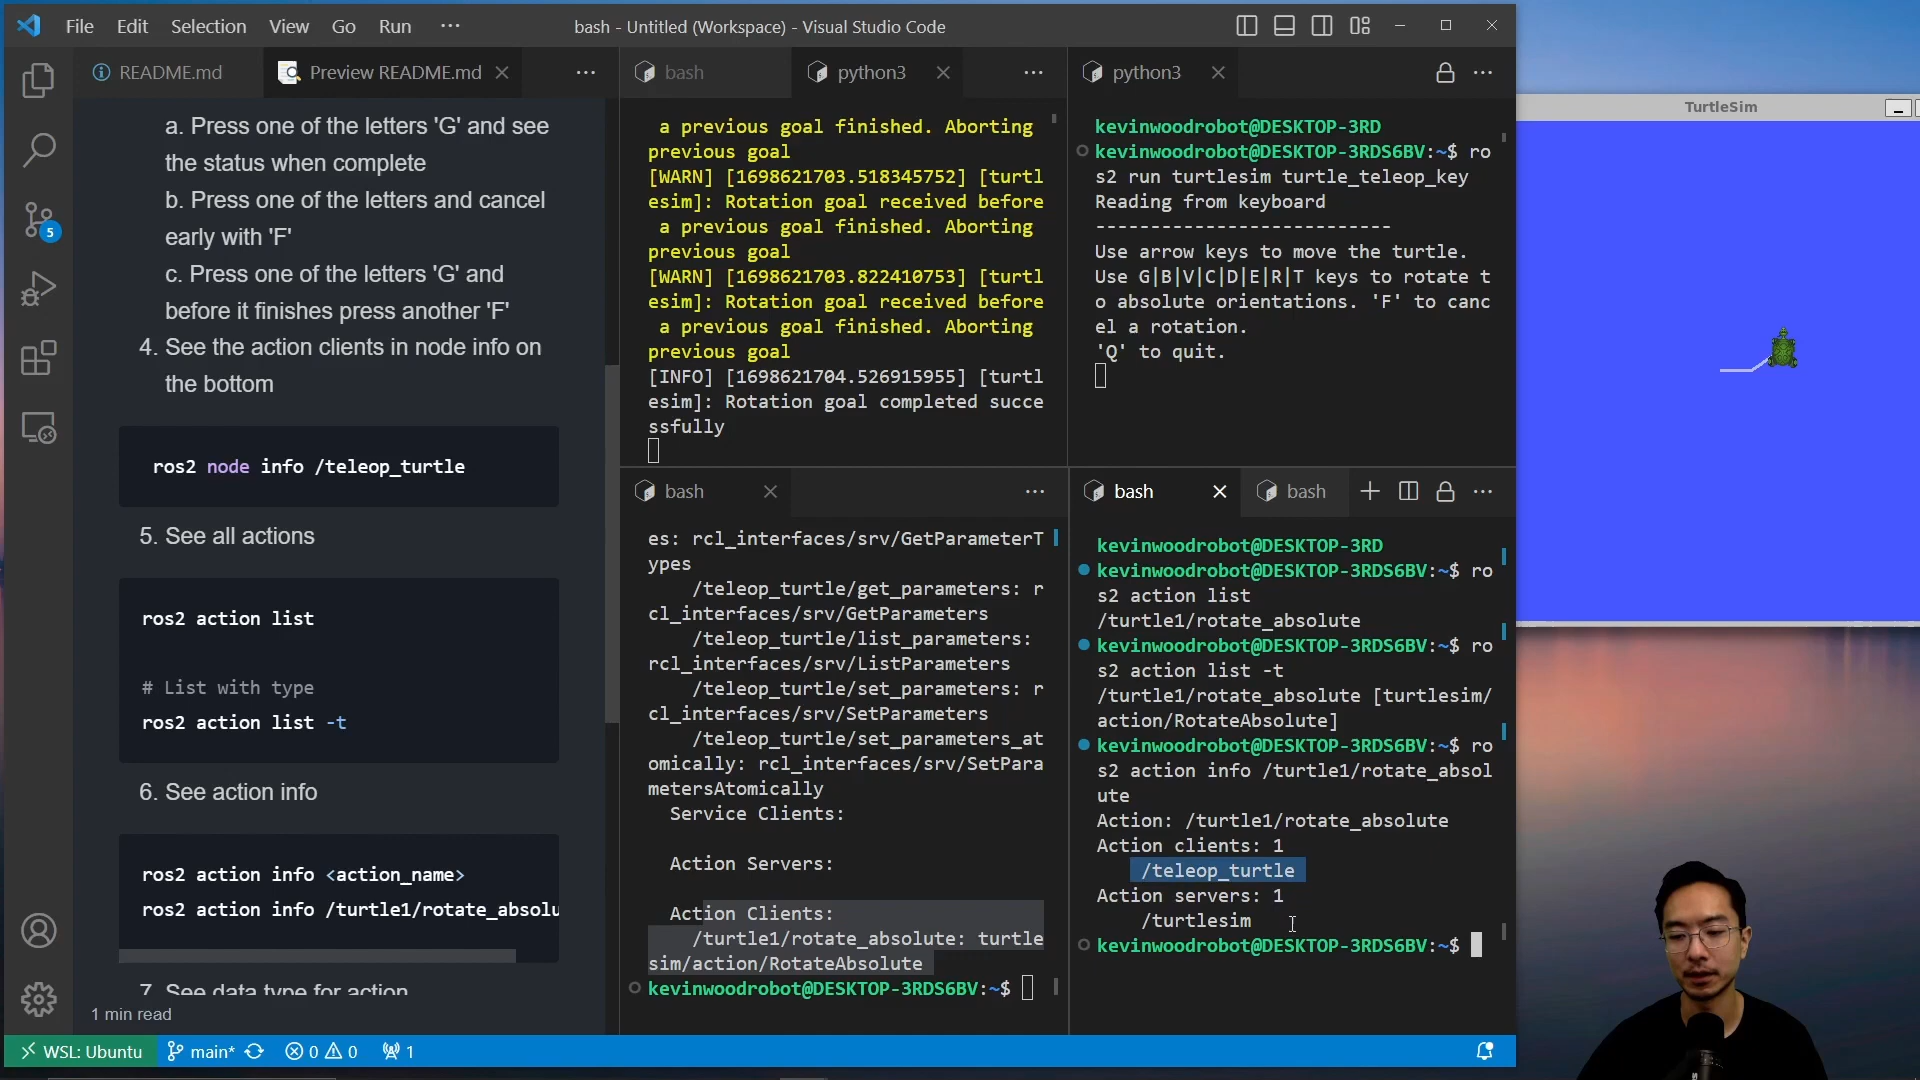 File Edit Selection View Go Run ··· bash - Untitled (Workspace) - Visual Studio Code
README.md
Preview README.md
a. Press one of the letters 'G' and see
the status when complete
b. Press one of the letters and cancel
early with 'F'
c. Press one of the letters 'G' and
before it finishes press another 'F'
4. See the action clients in node info on
the bottom
ros2 node info /teleop_turtle
5. See all actions
ros2 action list
# List with type
ros2 action list -t
6. See action info
ros2 action info <action_name>
ros2 action info /turtle1/rotate_absolu
7. See data type for action
1 min read
5
bash
python3
a previous goal finished. Aborting
previous goal
[WARN] [1698621703.518345752] [turtl
esim]: Rotation goal received before
a previous goal finished. Aborting
previous goal
[WARN] [1698621703.822410753] [turtl
esim]: Rotation goal received before
a previous goal finished. Aborting
previous goal
[INFO] [1698621704.526915955] [turtl
esim]: Rotation goal completed succe
ssfully
python3
kevinwoodrobot@DESKTOP-3RD
kevinwoodrobot@DESKTOP-3RDS6BV:~$ ro
s2 run turtlesim turtle_teleop_key
Reading from keyboard
---------------------------
Use arrow keys to move the turtle.
Use G|B|V|C|D|E|R|T keys to rotate t
o absolute orientations. 'F' to canc
el a rotation.
'Q' to quit.
bash
es: rcl_interfaces/srv/GetParameterT
ypes
/teleop_turtle/get_parameters: r
cl_interfaces/srv/GetParameters
/teleop_turtle/list_parameters:
rcl_interfaces/srv/ListParameters
/teleop_turtle/set_parameters: r
cl_interfaces/srv/SetParameters
/teleop_turtle/set_parameters_at
omically: rcl_interfaces/srv/SetPara
metersAtomically
Service Clients:
Action Servers:
Action Clients:
/turtle1/rotate_absolute: turtle
sim/action/RotateAbsolute
kevinwoodrobot@DESKTOP-3RDS6BV:~$
bash
bash
kevinwoodrobot@DESKTOP-3RD
kevinwoodrobot@DESKTOP-3RDS6BV:~$ ro
s2 action list
/turtle1/rotate_absolute
kevinwoodrobot@DESKTOP-3RDS6BV:~$ ro
s2 action list -t
/turtle1/rotate_absolute [turtlesim/
action/RotateAbsolute]
kevinwoodrobot@DESKTOP-3RDS6BV:~$ ro
s2 action info /turtle1/rotate_absol
ute
Action: /turtle1/rotate_absolute
Action clients: 1
/teleop_turtle
Action servers: 1
/turtlesim
kevinwoodrobot@DESKTOP-3RDS6BV:~$
TurtleSim
WSL: Ubuntu main* 0 0 1